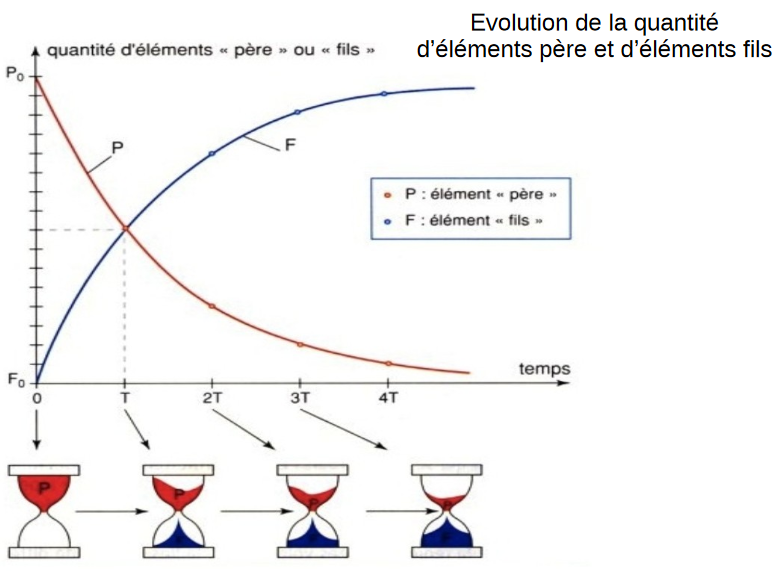 Evolution de la quantité
d'éléments père et d'éléments fils
quantité d'éléments « père » ou « fils »
P₀
P
F
P : élément « père »
F : élément « fils »
temps
F₀
0 T 2T 3T 4T
P P P P